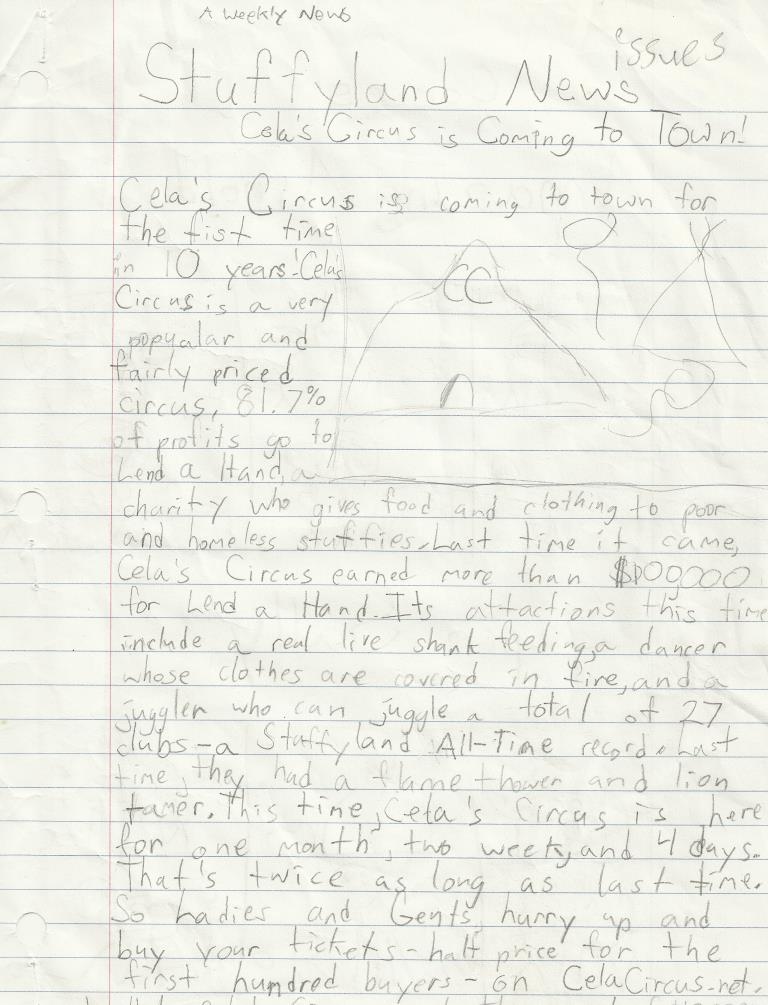 A Weekly News
issues
Stuffyland News
Cela's Circus is Coming to Town!
Cela's Circus is coming to town for
the fist time
in 10 years! Cela's
Circus is a very
popyalar and
fairly priced
circus, 81.7%
of profits go to
Lend a Hand, a
CC
charity who gives food and clothing to poor
and homeless stuffies. Last time it came,
Cela's Circus earned more than $100,000
for Lend a Hand. Its attactions this time
include a real live shark feeding, a dancer
whose clothes are covered in fire, and a
juggler who can juggle a total of 27
clubs - a Stuffyland All-Time record. Last
time, they had a flame thower and lion
tamer. This time, Cela's Circus is here
for one month, two weeks, and 4 days.
That's twice as long as last time.
So Ladies and Gents, hurry up and
buy your tickets - half price for the
first hundred buyers - on CelaCircus.net.